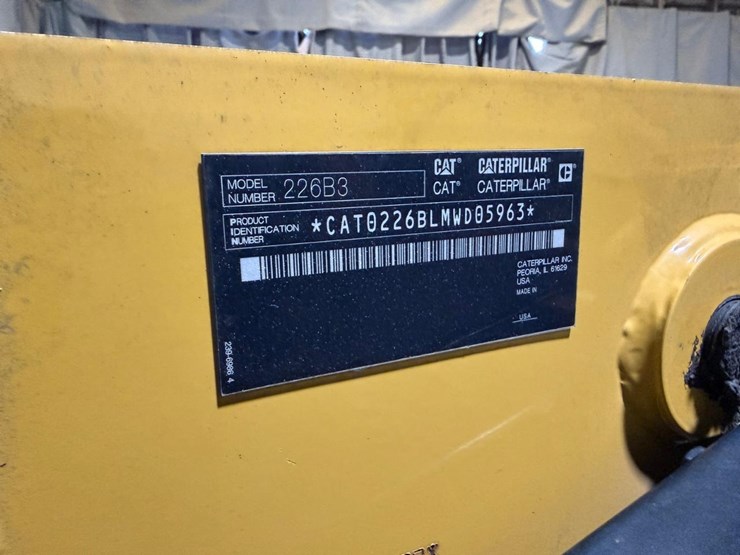 CAT® CATERPILLAR®
CAT® CATERPILLAR®
MODEL NUMBER 226B3
PRODUCT
IDENTIFICATION
NUMBER
*CAT0226BLMWD05963*
CATERPILLAR INC.
PEORIA, IL 61629
USA
MADE IN
USA
239-6986 4